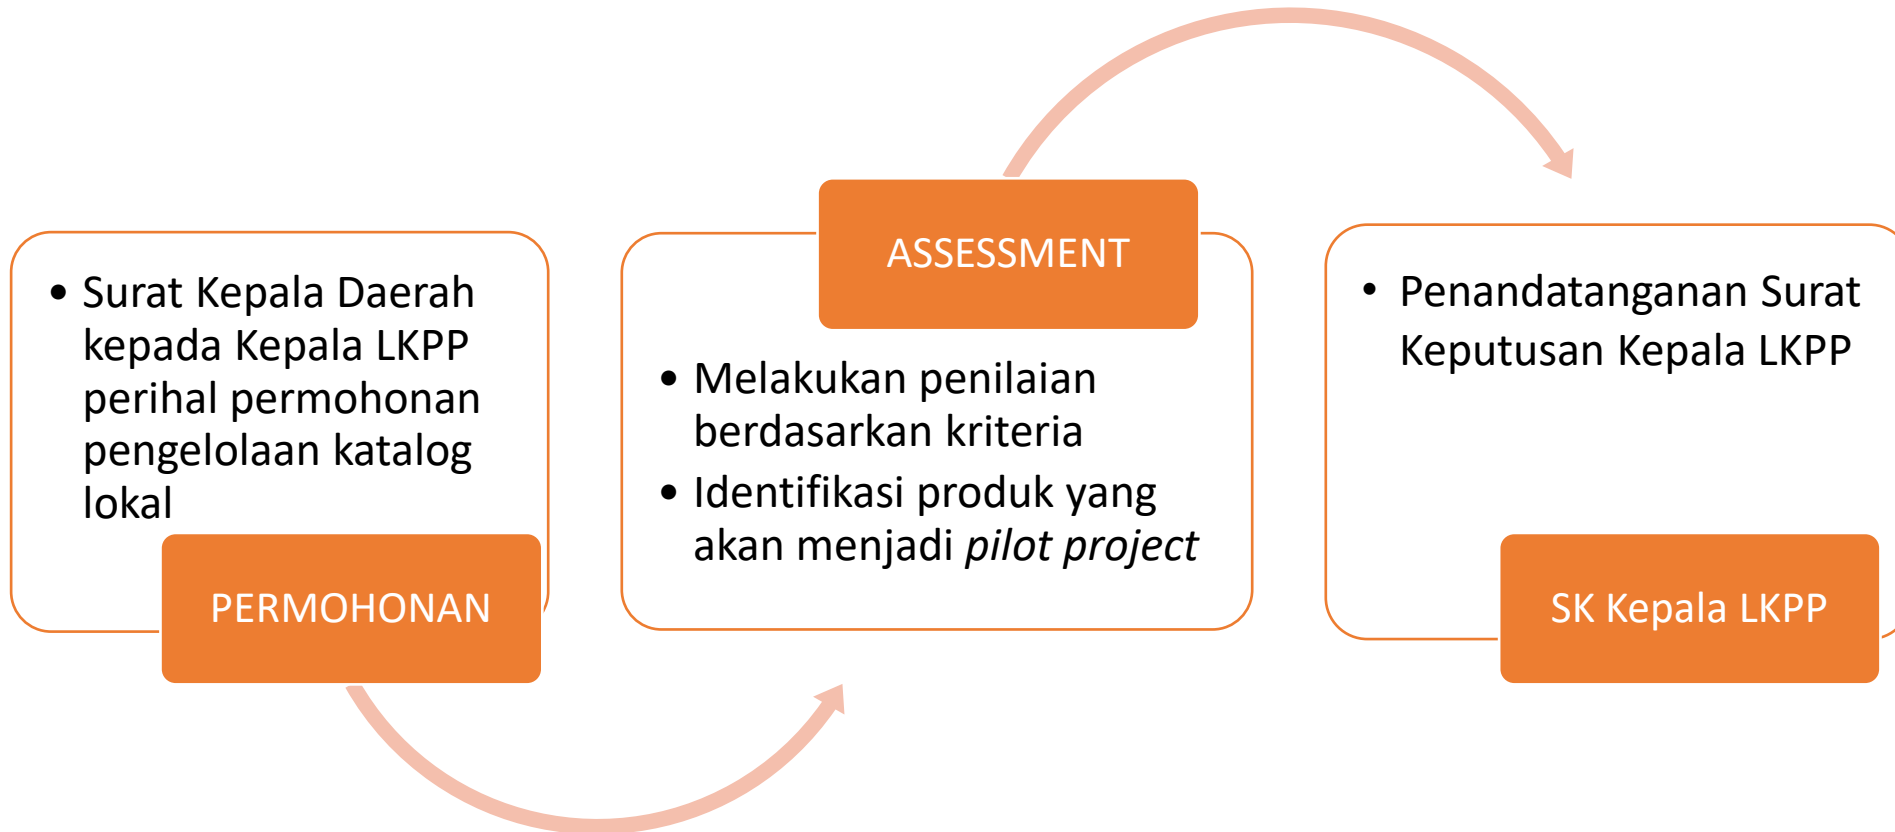 • Surat Kepala Daerah
kepada Kepala LKPP
perihal permohonan
pengelolaan katalog
lokal
PERMOHONAN
ASSESSMENT
• Melakukan penilaian
berdasarkan kriteria
• Identifikasi produk yang
akan menjadi pilot project
• Penandatanganan Surat
Keputusan Kepala LKPP
SK Kepala LKPP